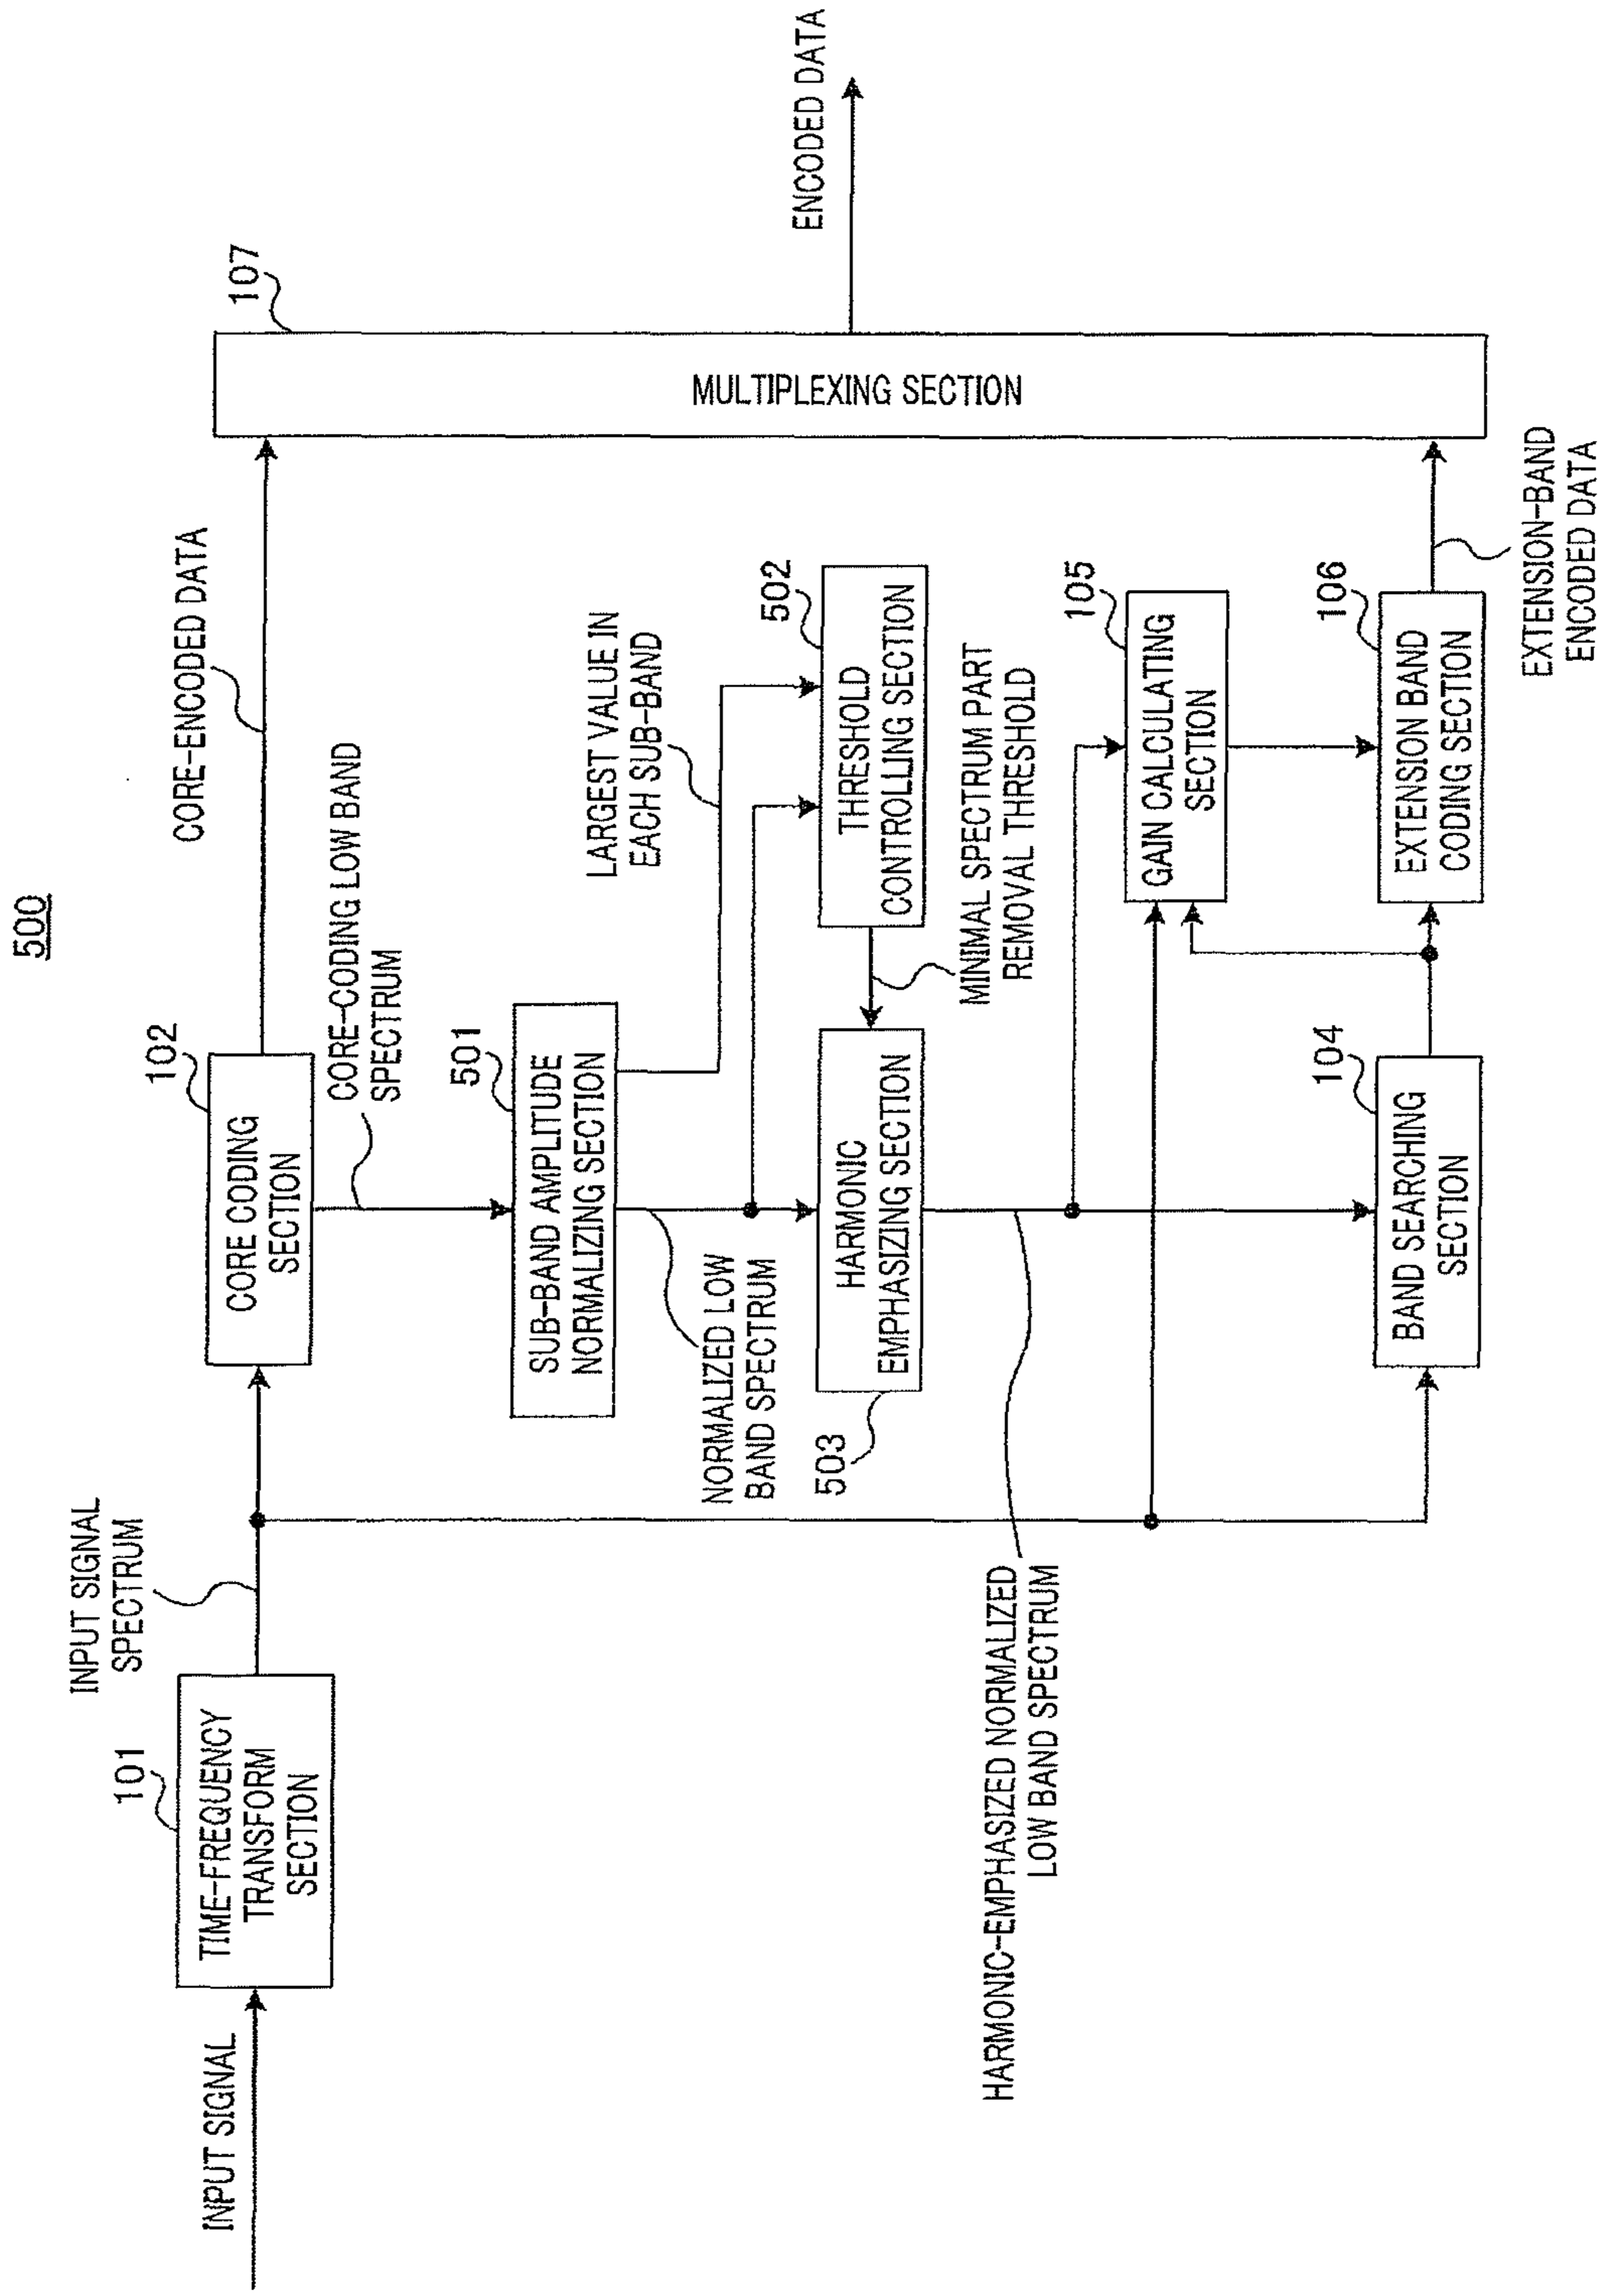 500
INPUT SIGNAL
101
TIME-FREQUENCY
TRANSFORM
SECTION
INPUT SIGNAL
SPECTRUM
102
CORE CODING
SECTION
CORE-ENCODED DATA
CORE-CODING LOW BAND
SPECTRUM
107
MULTIPLEXING SECTION
ENCODED DATA
501
SUB-BAND AMPLITUDE
NORMALIZING SECTION
LARGEST VALUE IN
EACH SUB-BAND
NORMALIZED LOW
BAND SPECTRUM
502
THRESHOLD
CONTROLLING SECTION
503
HARMONIC
EMPHASIZING SECTION
MINIMAL SPECTRUM PART
REMOVAL THRESHOLD
HARMONIC-EMPHASIZED NORMALIZED
LOW BAND SPECTRUM
105
GAIN CALCULATING
SECTION
104
BAND SEARCHING
SECTION
106
EXTENSION BAND
CODING SECTION
EXTENSION-BAND
ENCODED DATA